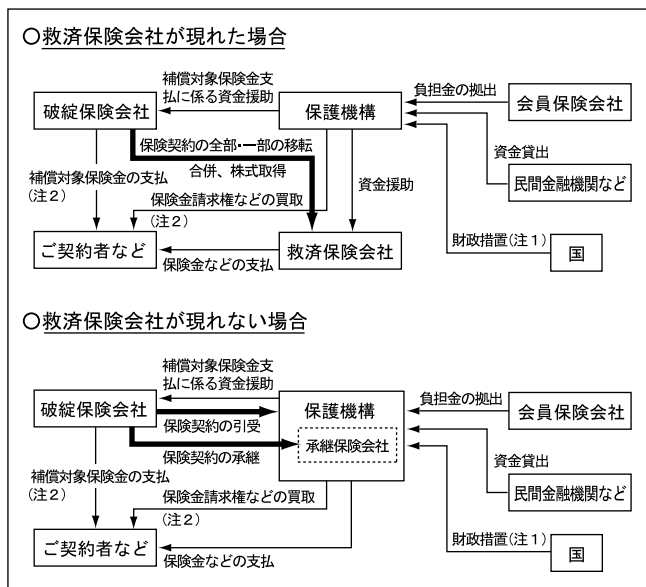 ○救済保険会社が現れた場合
補償対象保険金支
払に係る資金援助
負担金の拠出
破綻保険会社
保護機構
会員保険会社
保険契約の全部・一部の移転
合併、株式取得
資金貸出
補償対象保険金の支払
(注2)
保険金請求権などの買取
(注2)
資金援助
民間金融機関など
ご契約者など
保険金などの支払
救済保険会社
財政措置(注1)
国
○救済保険会社が現れない場合
補償対象保険金支
払に係る資金援助
負担金の拠出
破綻保険会社
保護機構
会員保険会社
保険契約の引受
承継保険会社
保険契約の承継
資金貸出
補償対象保険金の支払
(注2)
保険金請求権などの買取
(注2)
民間金融機関など
ご契約者など
保険金などの支払
財政措置(注1)
国